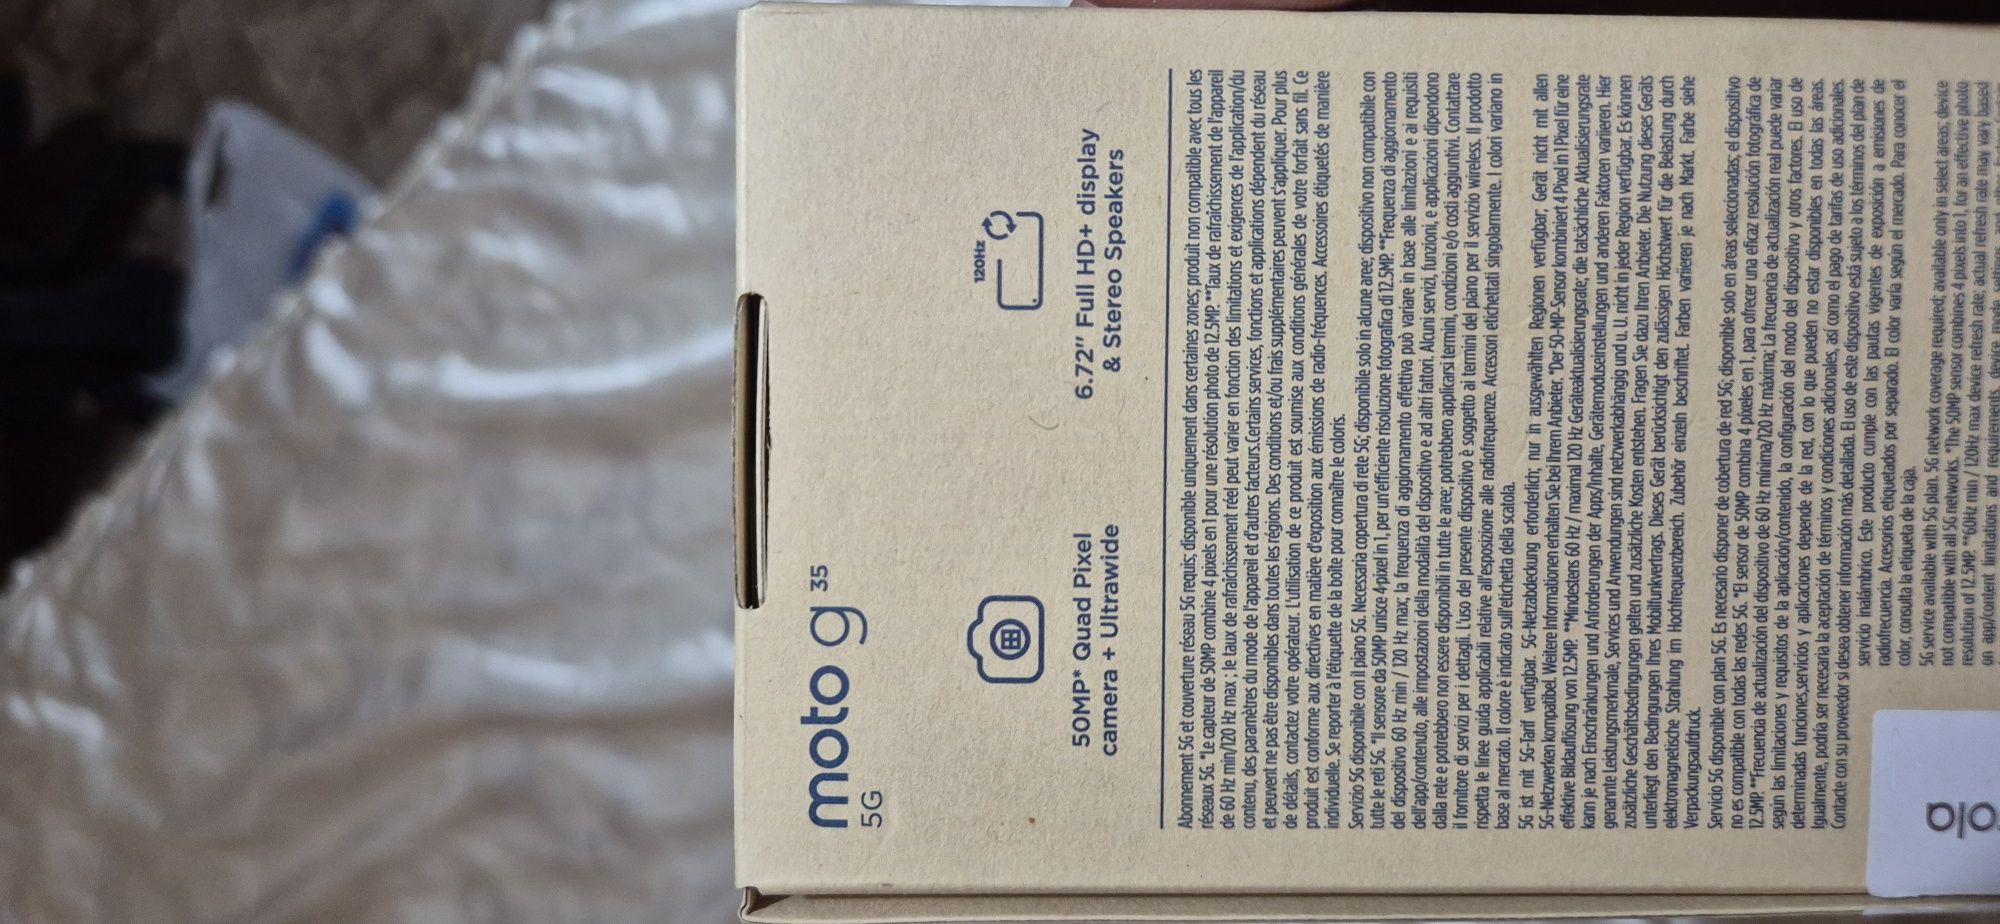 moto g 35
5G
50MP* Quad Pixel
camera + Ultrawide
120Hz
6.72" Full HD+ display
& Stereo Speakers
Abonnement 5G et couverture réseau 5G requis, disponible uniquement dans certaines zones; produit non compatible avec tous les
réseaux 5G. *Le capteur de 50MP combine 4 pixels en 1 pour une résolution photo de 12.5MP. **Taux de rafraîchissement de l'appareil
de 60 Hz min/120 Hz max ; le taux de rafraîchissement réel peut varier en fonction des limitations et exigences de l'application/du
contenu, des paramètres du mode de l'appareil et d'autres facteurs.Certains services, fonctions et applications dépendent du réseau
et peuvent ne pas être disponibles dans toutes les régions. Des conditions et/ou frais supplémentaires peuvent s'appliquer. Pour plus
de détails, contactez votre opérateur. L'utilisation de ce produit est soumise aux conditions générales de votre forfait sans fil. Ce
produit est conforme aux directives en matière d'exposition aux émissions de radio-fréquences. Accessoires étiquetés de manière
individuelle. Se reporter à l'étiquette de la boîte pour connaître le coloris.
Servizio 5G disponibile con il piano 5G. Necessaria copertura di rete 5G; disponibile solo in alcune aree; dispositivo non compatibile con
tutte le reti 5G. *Il sensore da 50MP unisce 4 pixel in 1, per un'efficiente risoluzione fotografica di 12.5MP. **Frequenza di aggiornamento
del dispositivo 60 Hz min / 120 Hz max; la frequenza di aggiornamento effettiva può variare in base alle limitazioni e ai requisiti
dell'app/contenuto, alle impostazioni della modalità del dispositivo e ad altri fattori. Alcuni servizi, funzioni, e applicazioni dipendono
dalla rete e potrebbero non essere disponibili in tutte le aree; potrebbero applicarsi termini, condizioni e/o costi aggiuntivi. Contattare
il fornitore di servizi per i dettagli. L'uso del presente dispositivo è soggetto ai termini del piano per il servizio wireless. Il prodotto
rispetta le linee guida applicabili relative all'esposizione alle radiofrequenze. Accessori etichettati singolarmente. I colori variano in
base al mercato. Il colore è indicato sull'etichetta della scatola.
5G ist mit 5G-Tarif verfügbar. 5G-Netzabdeckung erforderlich; nur in ausgewählten Regionen verfügbar, Gerät nicht mit allen
5G-Netzwerken kompatibel. Weitere Informationen erhalten Sie bei Ihrem Anbieter. *Der 50-MP-Sensor kombiniert 4 Pixel in 1 Pixel für eine
effektive Bildauflösung von 12.5MP. **Mindestens 60 Hz / maximal 120 Hz Geräteaktualisierungsrate; die tatsächliche Aktualisierungsrate
kann je nach Einschränkungen und Anforderungen der Apps/Inhalte, Gerätemoduseinstellungen und anderen Faktoren variieren. Hier
genannte Leistungsmerkmale, Services und Anwendungen sind netzwerkabhängig und u. U. nicht in jeder Region verfügbar. Es können
zusätzliche Geschäftsbedingungen gelten und zusätzliche Kosten entstehen. Fragen Sie dazu Ihren Anbieter. Die Nutzung dieses Geräts
unterliegt den Bedingungen Ihres Mobilfunkvertrags. Dieses Gerät berücksichtigt den zulässigen Höchstwert für die Belastung durch
elektromagnetische Strahlung im Hochfrequenzbereich. Zubehör einzeln beschriftet. Farben variieren je nach Markt. Farbe siehe
Verpackungsaufdruck.
Servicio 5G disponible con plan 5G. Es necesario disponer de cobertura de red 5G; disponible solo en áreas seleccionadas; el dispositivo
no es compatible con todas las redes 5G. *El sensor de 50MP combina 4 píxeles en 1, para ofrecer una eficaz resolución fotográfica de
12.5MP. **Frecuencia de actualización del dispositivo de 60 Hz mínima/120 Hz máxima; La frecuencia de actualización real puede variar
según las limitaciones y requisitos de la aplicación/contenido, la configuración del modo del dispositivo y otros factores. El uso de
determinadas funciones,servicios y aplicaciones depende de la red, con lo que pueden no estar disponibles en todas las áreas.
Igualmente, podría ser necesaria la aceptación de términos y condiciones adicionales, así como el pago de tarifas de uso adicionales.
Contacte con su proveedor si desea obtener información más detallada. El uso de este dispositivo está sujeto a los términos del plan de
servicio inalámbrico. Este producto cumple con las pautas vigentes de exposición a emisiones de
radiofrecuencia. Accesorios etiquetados por separado. El color varía según el mercado. Para conocer el
color, consulta la etiqueta de la caja.
5G service available with 5G plan. 5G network coverage required; available only in select areas; device
not compatible with all 5G networks. *The 50MP sensor combines 4 pixels into 1, for an effective photo
resolution of 12.5MP. **60Hz min / 120Hz max device refresh rate; actual refresh rate may vary based
on app/content limitations and requirements, device mode settings and other factors